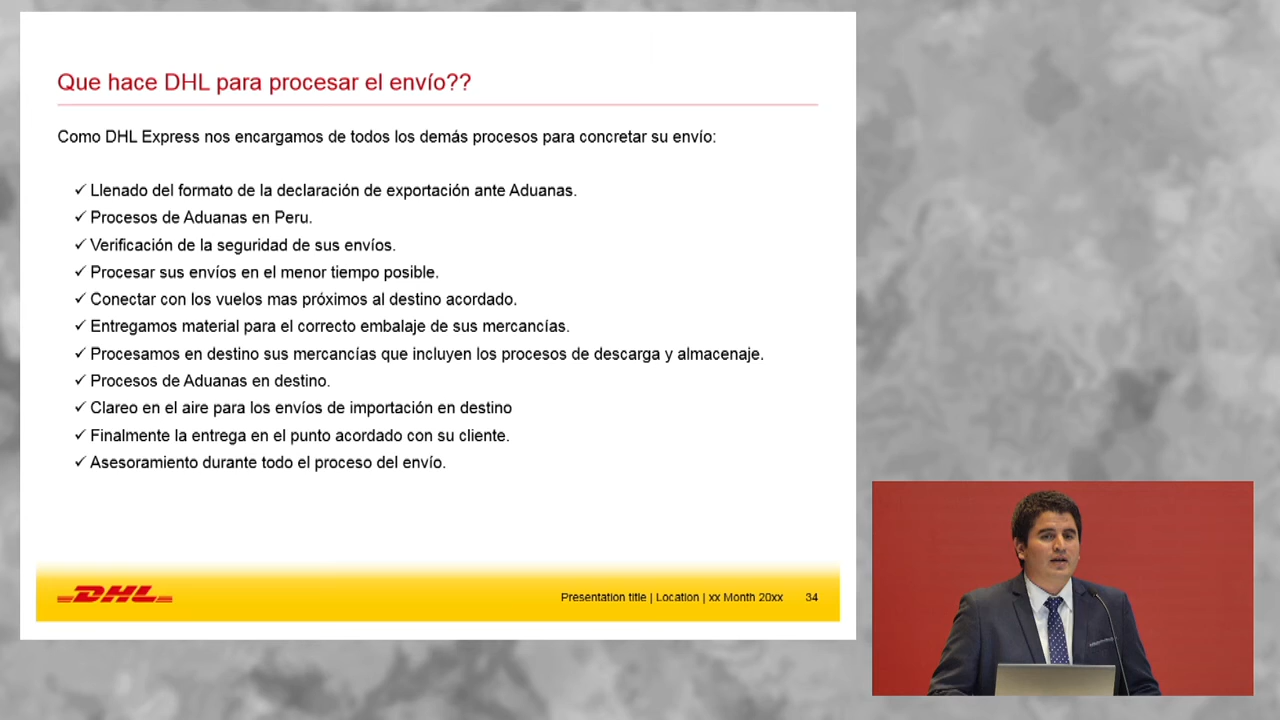 Que hace DHL para procesar el envío??
Como DHL Express nos encargamos de todos los demás procesos para concretar su envío:
✓ Llenado del formato de la declaración de exportación ante Aduanas.
✓ Procesos de Aduanas en Peru.
✓ Verificación de la seguridad de sus envíos.
✓ Procesar sus envíos en el menor tiempo posible.
✓ Conectar con los vuelos mas próximos al destino acordado.
✓ Entregamos material para el correcto embalaje de sus mercancías.
✓ Procesamos en destino sus mercancías que incluyen los procesos de descarga y almacenaje.
✓ Procesos de Aduanas en destino.
✓ Clareo en el aire para los envíos de importación en destino
✓ Finalmente la entrega en el punto acordado con su cliente.
✓ Asesoramiento durante todo el proceso del envío.
DHL
Presentation title | Location | xx Month 20xx 34